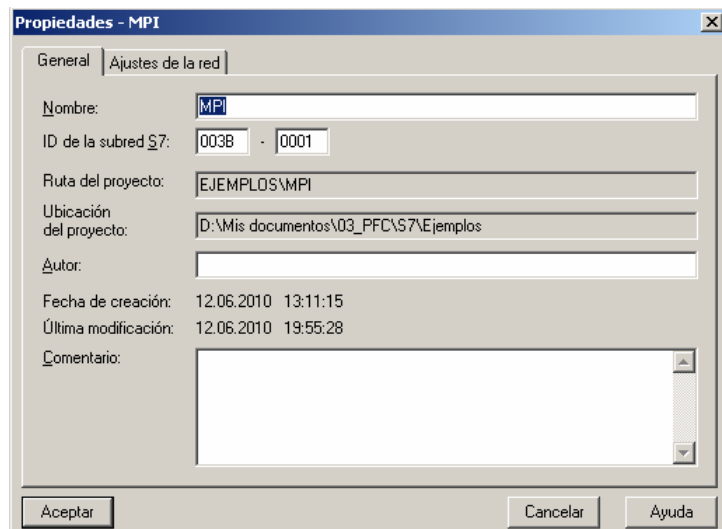 Propiedades - MPI
General
Ajustes de la red
Nombre:
MPI
ID de la subred S7:
003B - 0001
Ruta del proyecto:
EJEMPLOS\MPI
Ubicación
del proyecto:
D:\Mis documentos\03_PFC\S7\Ejemplos
Autor:
Fecha de creación:
12.06.2010 13:11:15
Última modificación:
12.06.2010 19:55:28
Comentario:
Aceptar
Cancelar
Ayuda